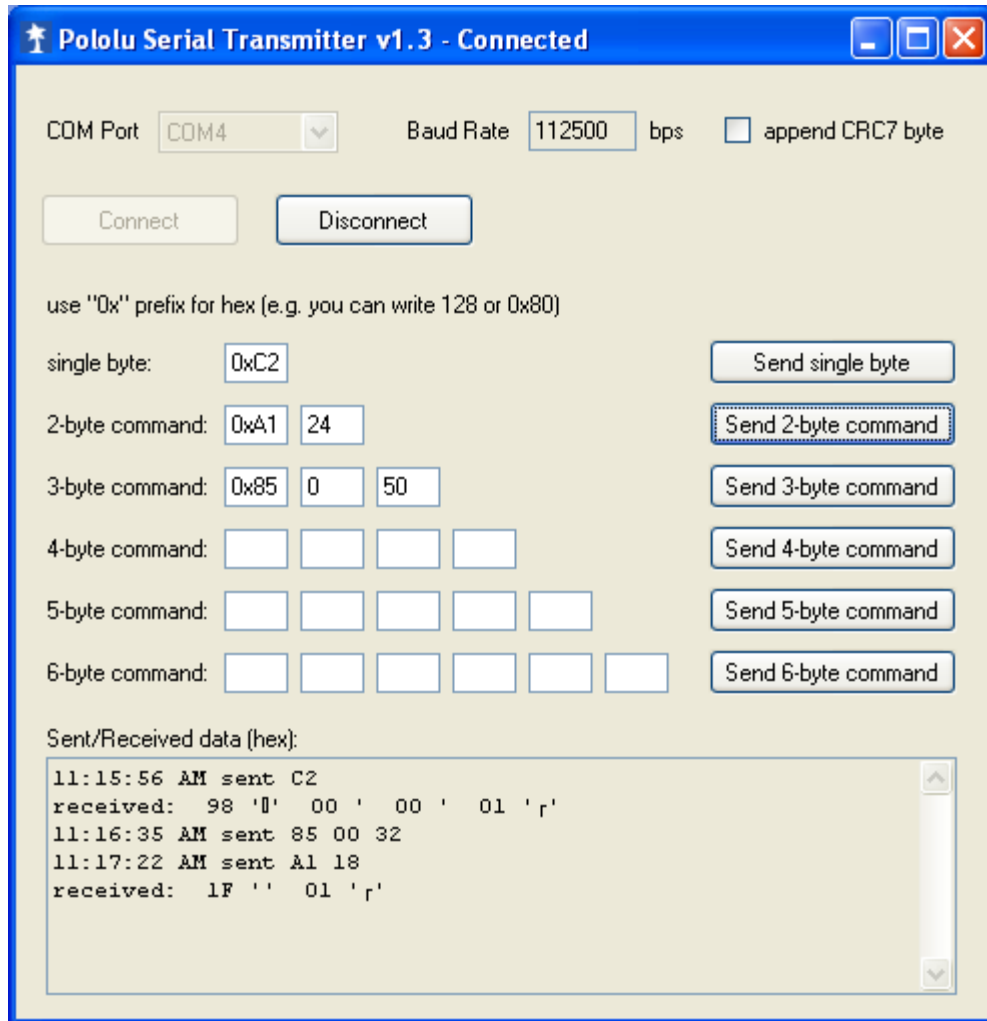 Pololu Serial Transmitter v1.3 - Connected
COM Port COM4 Baud Rate 112500 bps append CRC7 byte
Connect Disconnect
use "0x" prefix for hex (e.g. you can write 128 or 0x80)
single byte: 0xC2 Send single byte
2-byte command: 0xA1 24 Send 2-byte command
3-byte command: 0x85 0 50 Send 3-byte command
4-byte command: Send 4-byte command
5-byte command: Send 5-byte command
6-byte command: Send 6-byte command
Sent/Received data (hex):
11:15:56 AM sent C2
received: 98 '▯' 00 ' 00 ' 01 '┌'
11:16:35 AM sent 85 00 32
11:17:22 AM sent A1 18
received: 1F '' 01 '┌'